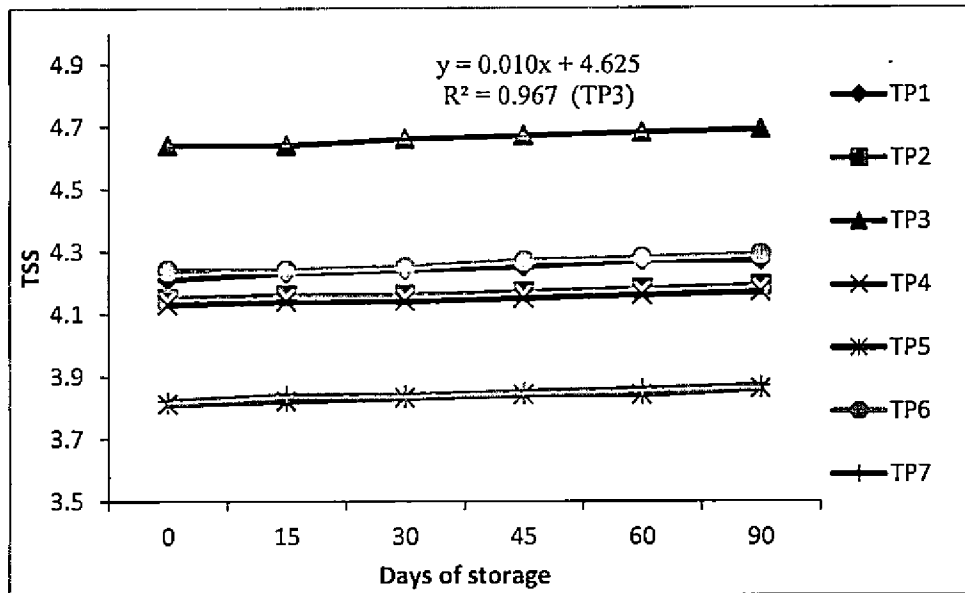 y = 0.010x + 4.625
R² = 0.967 (TP3)
4.9
4.7
4.5
4.3
4.1
3.9
3.7
3.5
TSS
0 15 30 45 60 90
Days of storage
TP1
TP2
TP3
TP4
TP5
TP6
TP7